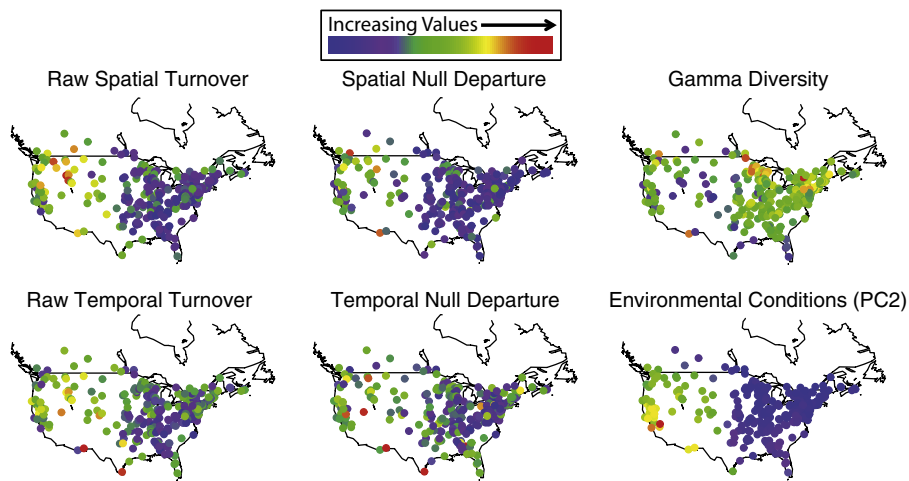 Increasing Values
Raw Spatial Turnover
Spatial Null Departure
Gamma Diversity
Raw Temporal Turnover
Temporal Null Departure
Environmental Conditions (PC2)